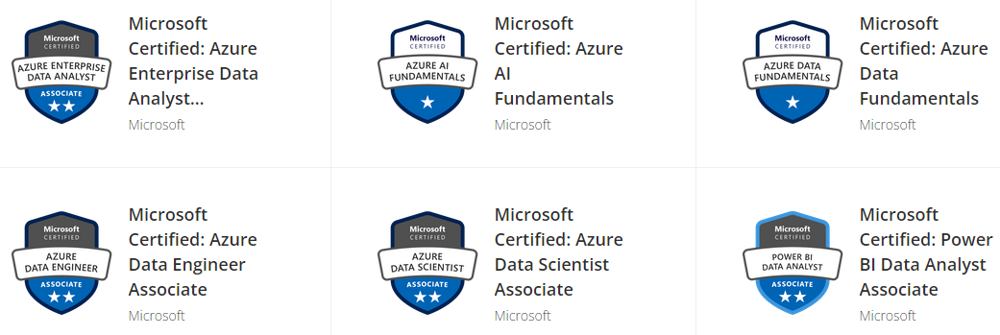 Microsoft
CERTIFIED
AZURE ENTERPRISE
DATA ANALYST
ASSOCIATE
Microsoft
Certified: Azure
Enterprise Data
Analyst...
Microsoft
Microsoft
CERTIFIED
AZURE AI
FUNDAMENTALS
Microsoft
Certified: Azure
AI
Fundamentals
Microsoft
Microsoft
CERTIFIED
AZURE DATA
FUNDAMENTALS
Microsoft
Certified: Azure
Data
Fundamentals
Microsoft
Microsoft
CERTIFIED
AZURE
DATA ENGINEER
ASSOCIATE
Microsoft
Certified: Azure
Data Engineer
Associate
Microsoft
Microsoft
CERTIFIED
AZURE
DATA SCIENTIST
ASSOCIATE
Microsoft
Certified: Azure
Data Scientist
Associate
Microsoft
Microsoft
CERTIFIED
POWER BI
DATA ANALYST
ASSOCIATE
Microsoft
Certified: Power
BI Data Analyst
Associate
Microsoft